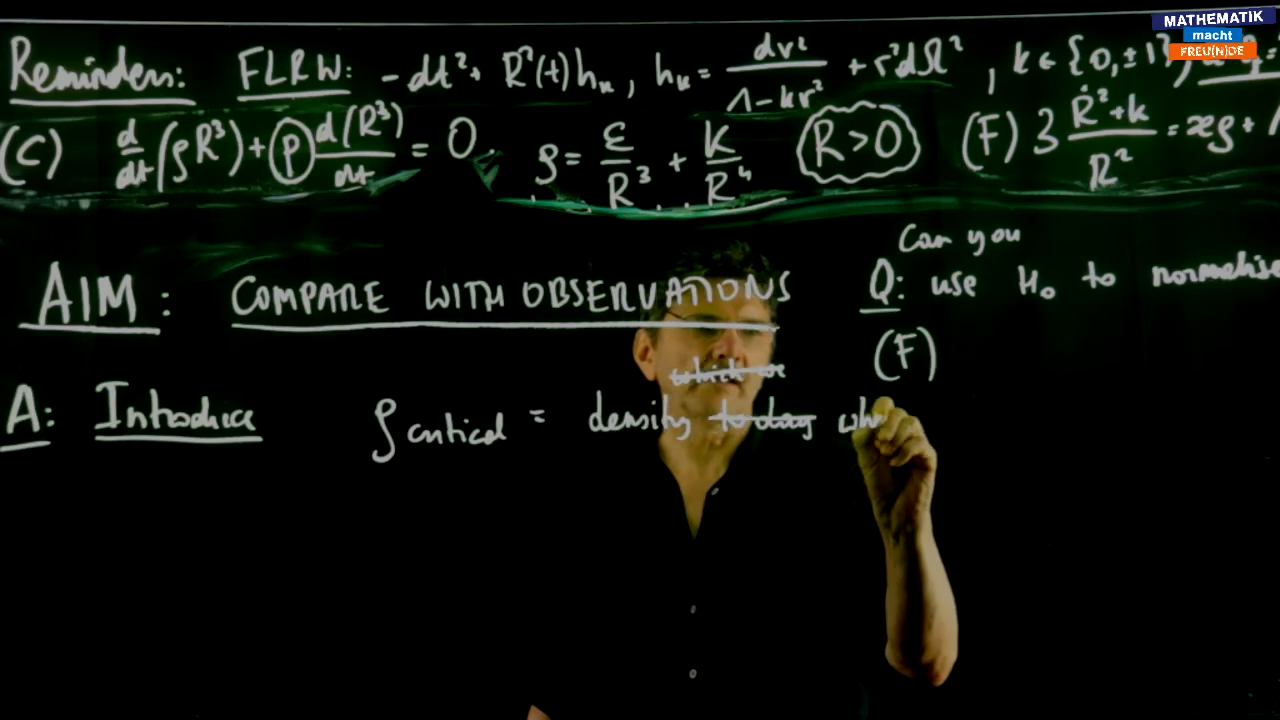 MATHEMATIK
macht
FREU(N)DE
Reminders: FLRW: -dt² + R²(t)hₖ, hₖ = dr²/1-kr² + r²dΩ², k ∈ {0,±1},
(C) d/dt(ρR³) + p d(R³)/dt = 0. ρ = ε/R³ + K/R⁴ R>0 (F) 3 Ṙ²+k/R² = æρ + Λ
Can you
AIM: COMPARE WITH OBSERVATIONS Q: use H₀ to normalise
(F)
which we
A: Introduce ρ critical = density today wh